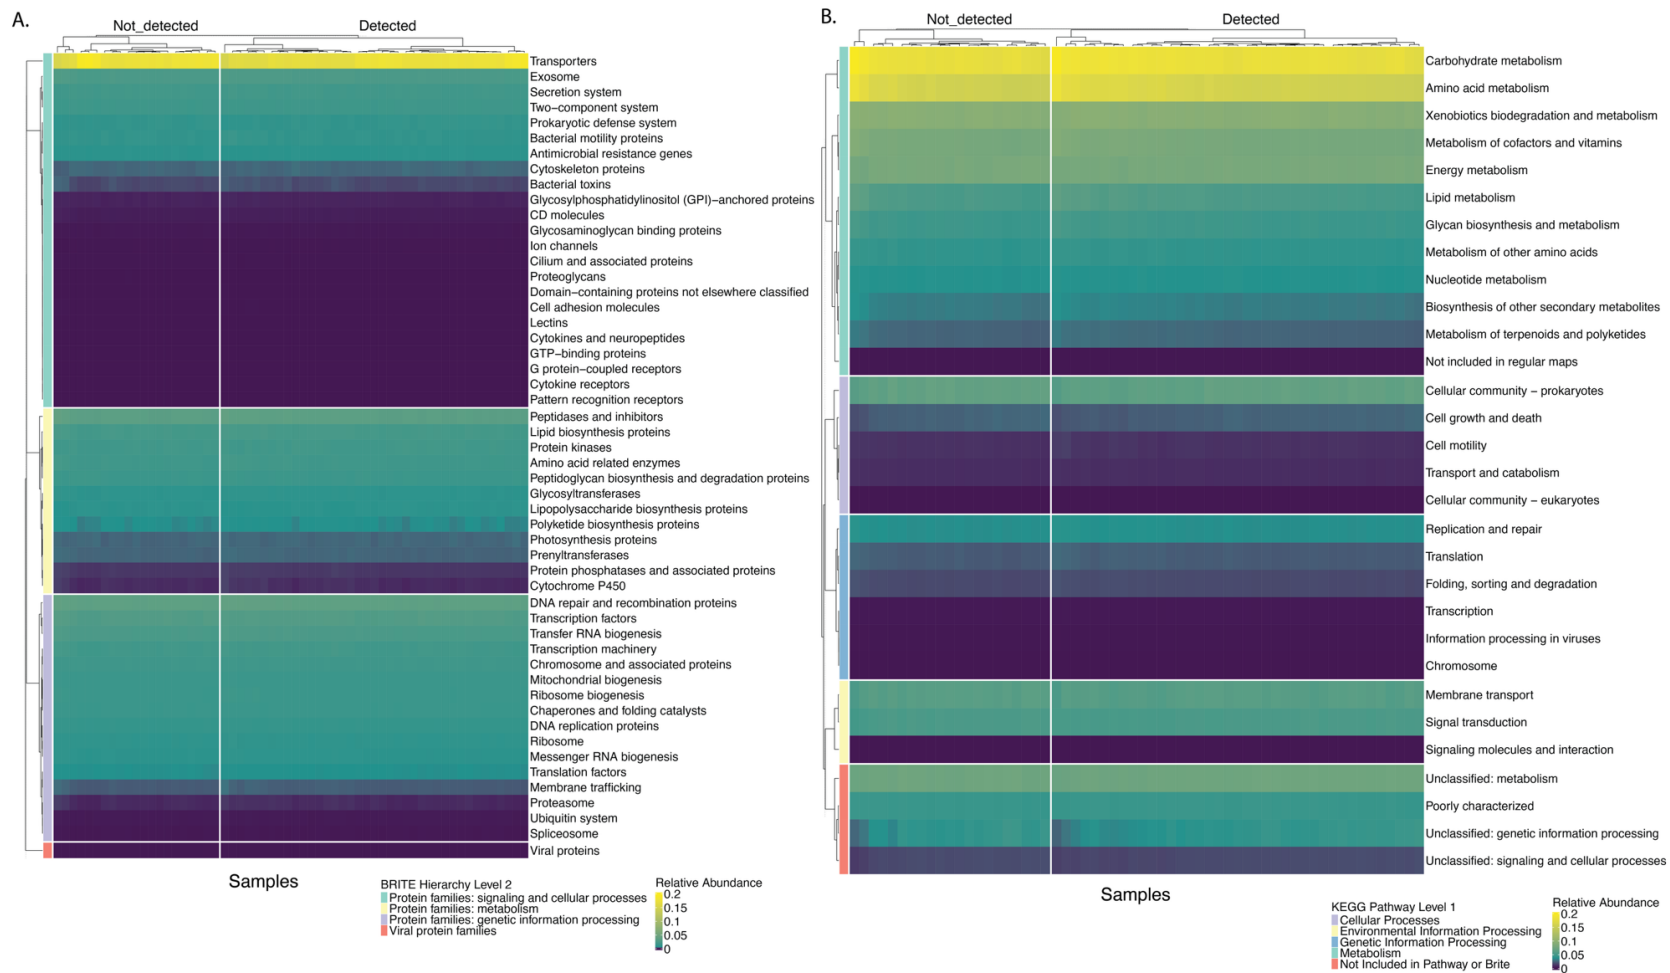 A.
Not_detected
Detected
Transporters
Exosome
Secretion system
Two−component system
Prokaryotic defense system
Bacterial motility proteins
Antimicrobial resistance genes
Cytoskeleton proteins
Bacterial toxins
Glycosylphosphatidylinositol (GPI)−anchored proteins
CD molecules
Glycosaminoglycan binding proteins
Ion channels
Cilium and associated proteins
Proteoglycans
Domain−containing proteins not elsewhere classified
Cell adhesion molecules
Lectins
Cytokines and neuropeptides
GTP−binding proteins
G protein−coupled receptors
Cytokine receptors
Pattern recognition receptors
Peptidases and inhibitors
Lipid biosynthesis proteins
Protein kinases
Amino acid related enzymes
Peptidoglycan biosynthesis and degradation proteins
Glycosyltransferases
Lipopolysaccharide biosynthesis proteins
Polyketide biosynthesis proteins
Photosynthesis proteins
Prenyltransferases
Protein phosphatases and associated proteins
Cytochrome P450
DNA repair and recombination proteins
Transcription factors
Transfer RNA biogenesis
Transcription machinery
Chromosome and associated proteins
Mitochondrial biogenesis
Ribosome biogenesis
Chaperones and folding catalysts
DNA replication proteins
Ribosome
Messenger RNA biogenesis
Translation factors
Membrane trafficking
Proteasome
Ubiquitin system
Spliceosome
Viral proteins
Samples
BRITE Hierarchy Level 2
Protein families: signaling and cellular processes
Protein families: metabolism
Protein families: genetic information processing
Viral protein families
Relative Abundance
0.2
0.15
0.1
0.05
0
B.
Not_detected
Detected
Carbohydrate metabolism
Amino acid metabolism
Xenobiotics biodegradation and metabolism
Metabolism of cofactors and vitamins
Energy metabolism
Lipid metabolism
Glycan biosynthesis and metabolism
Metabolism of other amino acids
Nucleotide metabolism
Biosynthesis of other secondary metabolites
Metabolism of terpenoids and polyketides
Not included in regular maps
Cellular community − prokaryotes
Cell growth and death
Cell motility
Transport and catabolism
Cellular community − eukaryotes
Replication and repair
Translation
Folding, sorting and degradation
Transcription
Information processing in viruses
Chromosome
Membrane transport
Signal transduction
Signaling molecules and interaction
Unclassified: metabolism
Poorly characterized
Unclassified: genetic information processing
Unclassified: signaling and cellular processes
Samples
KEGG Pathway Level 1
Cellular Processes
Environmental Information Processing
Genetic Information Processing
Metabolism
Not Included in Pathway or Brite
Relative Abundance
0.2
0.15
0.1
0.05
0